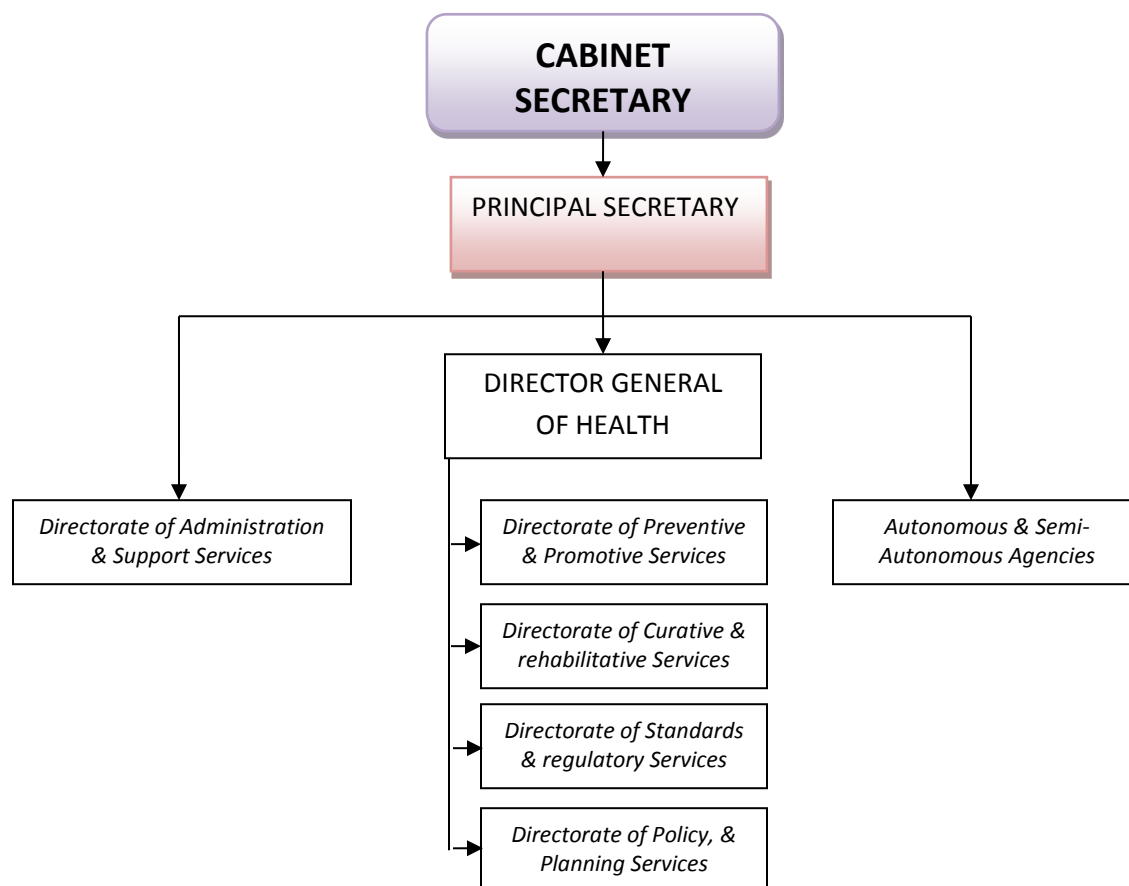 CABINET
SECRETARY
PRINCIPAL SECRETARY
DIRECTOR GENERAL
OF HEALTH
Directorate of Administration
& Support Services
Directorate of Preventive
& Promotive Services
Autonomous & Semi-
Autonomous Agencies
Directorate of Curative &
rehabilitative Services
Directorate of Standards
& regulatory Services
Directorate of Policy, &
Planning Services